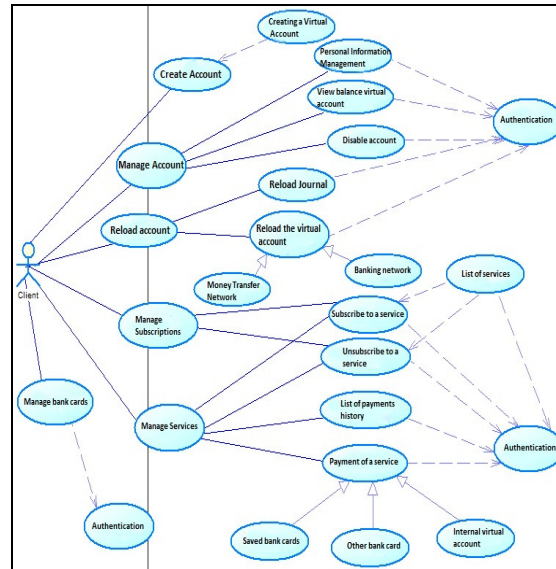 Creating a Virtual
Account
Create Account
Personal Information
Management
View balance virtual
account
Authentication
Disable account
Manage Account
Reload Journal
Reload account
Reload the virtual
account
Banking network
Money Transfer
Network
List of services
Client
Manage
Subscriptions
Subscribe to a service
Unsubscribe to a
service
Manage bank cards
List of payments
history
Manage Services
Authentication
Payment of a service
Authentication
Saved bank cards
Other bank card
Internal virtual
account